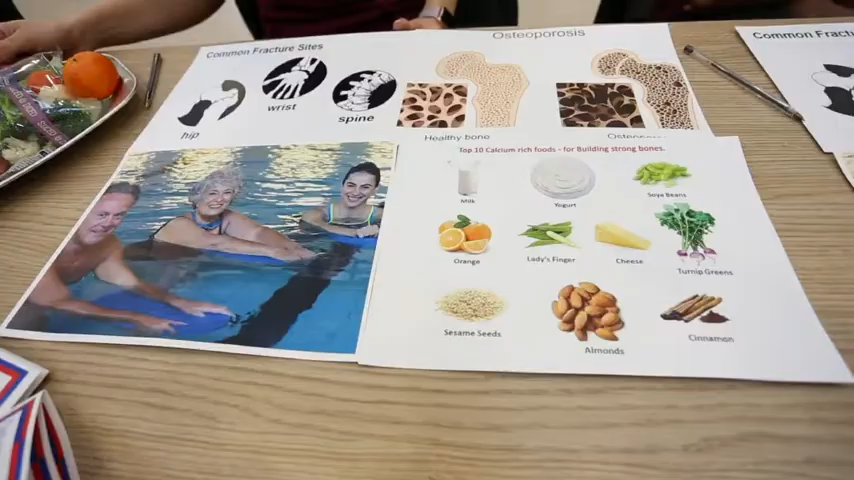 Common Fracture Sites
hip
wrist
spine
Osteoporosis
Healthy bone
Top 10 Calcium rich foods - for Building strong bones.
Milk
Yogurt
Soya Beans
Orange
Lady's Finger
Cheese
Turnip Greens
Sesame Seeds
Almonds
Cinnamon
Common